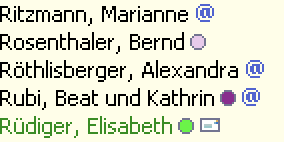 Ritzmann, Marianne @
Rosenthaler, Bernd
Röthlisberger, Alexandra @
Rubi, Beat und Kathrin @
Rüdiger, Elisabeth